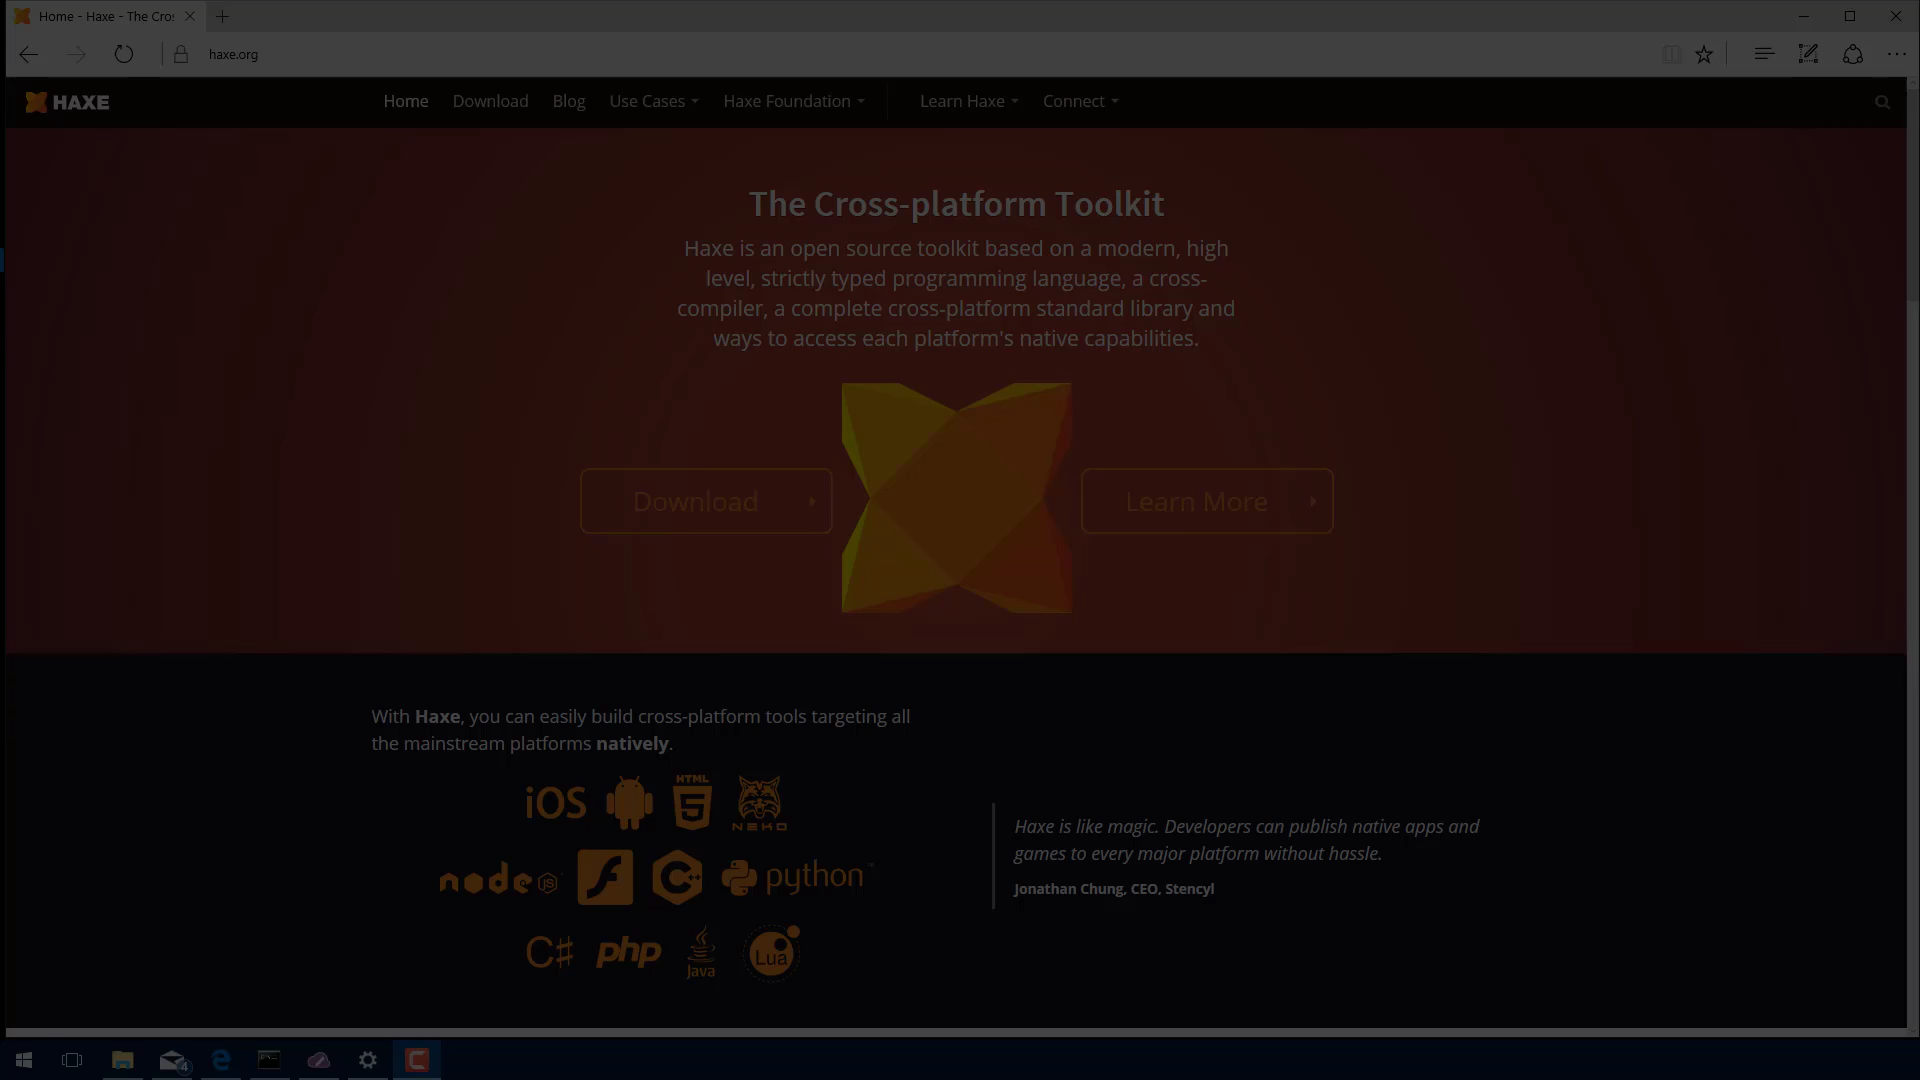 Home - Haxe - The Cros
haxe.org
HAXE
Home Download Blog Use Cases Haxe Foundation Learn Haxe Connect
The Cross-platform Toolkit
Haxe is an open source toolkit based on a modern, high
level, strictly typed programming language, a cross-
compiler, a complete cross-platform standard library and
ways to access each platform's native capabilities.
Download
Learn More
With Haxe, you can easily build cross-platform tools targeting all
the mainstream platforms natively.
iOS HTML 5 NEKO
node JS C++ python
C# php Java Lua
Haxe is like magic. Developers can publish native apps and
games to every major platform without hassle.
Jonathan Chung, CEO, Stencyl
4